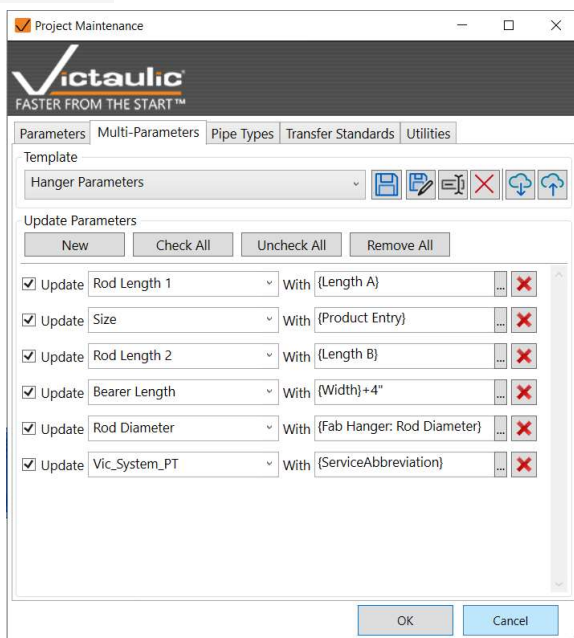 Project Maintenance
Victaulic®
FASTER FROM THE START™
Parameters Multi-Parameters Pipe Types Transfer Standards Utilities
Template
Hanger Parameters
Update Parameters
New Check All Uncheck All Remove All
Update Rod Length 1 With {Length A} ...
Update Size With {Product Entry} ...
Update Rod Length 2 With {Length B} ...
Update Bearer Length With {Width}+4" ...
Update Rod Diameter With {Fab Hanger: Rod Diameter} ...
Update Vic_System_PT With {ServiceAbbreviation} ...
OK Cancel